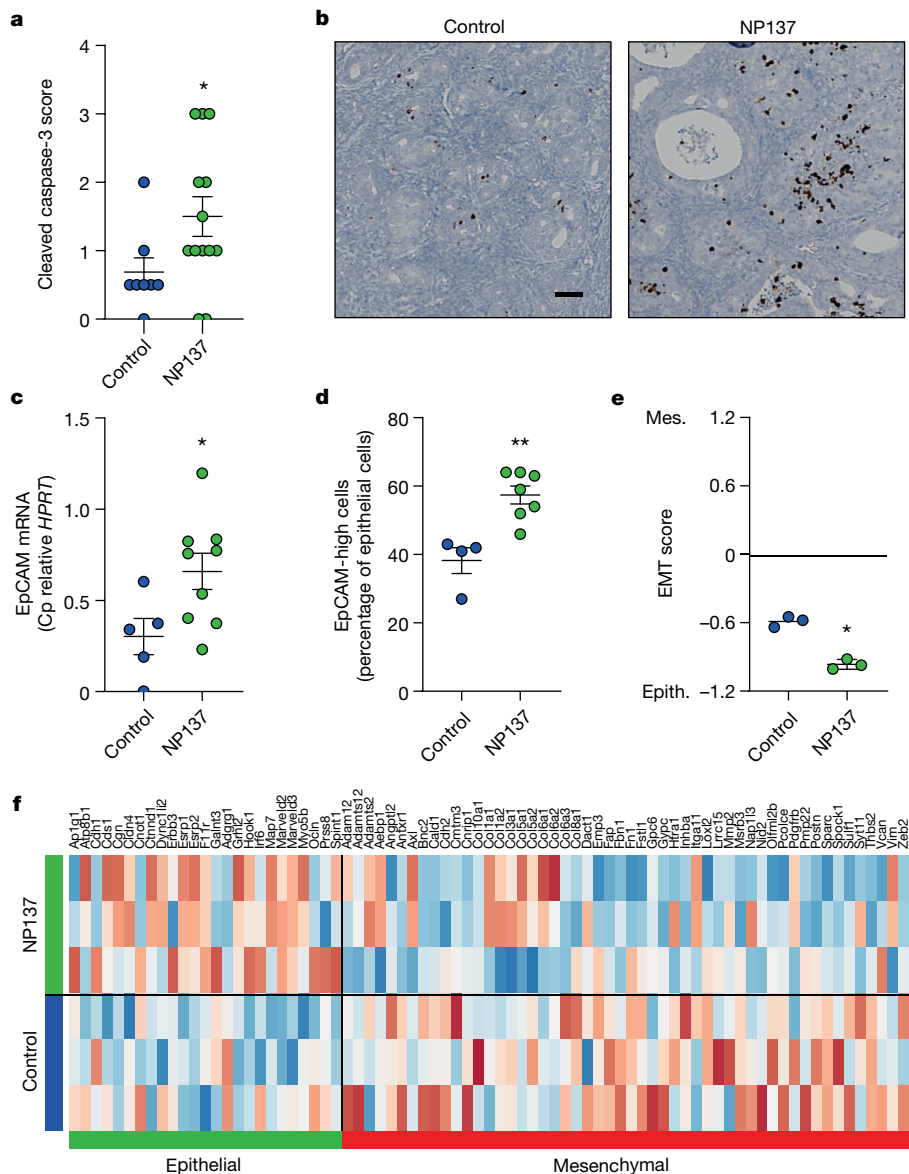 a
Cleaved caspase-3 score
4
3
2
1
0
*
Control
NP137
b
Control
NP137
c
EpCAM mRNA
(Cp relative HPRT)
1.5
1.0
0.5
0
*
Control
NP137
d
EpCAM-high cells
(percentage of epithelial cells)
80
60
40
20
0
**
Control
NP137
e
EMT score
Mes.
1.2
0.6
0
–0.6
Epith.
–1.2
*
Control
NP137
f
Ap1g1
Atp8b1
Cdh1
Cds1
Cgn
Cldn4
Cnot1
Ctnnd1
Dync1li2
Erbb3
Esrp1
Esrp2
F11r
Galnt3
Adgrg1
Grhl2
Hook1
Irf6
Map7
Marveld2
Marveld3
Myo5b
Ocln
Prss8
Spint1
Adam12
Adamts12
Adamts2
Aebp1
Angptl2
Antxr1
Axl
Bnc2
Cald1
Cdh2
Cmtm3
Cnrip1
Col10a1
Col1a1
Col1a2
Col3a1
Col5a1
Col5a2
Col6a1
Col6a2
Col6a3
Col8a1
Dact1
Emp3
Fap
Fbn1
Fn1
Fstl1
Gpc6
Gypc
Htra1
Inhba
Itga11
Loxl2
Lrrc15
Mmp2
Msrb3
Nap1l3
Nid2
Olfml2b
Pcolce
Pdgfrb
Pmp22
Postn
Sparc
Spock1
Sulf1
Syt11
Thbs2
Vcan
Vim
Zeb2
NP137
Control
Epithelial
Mesenchymal